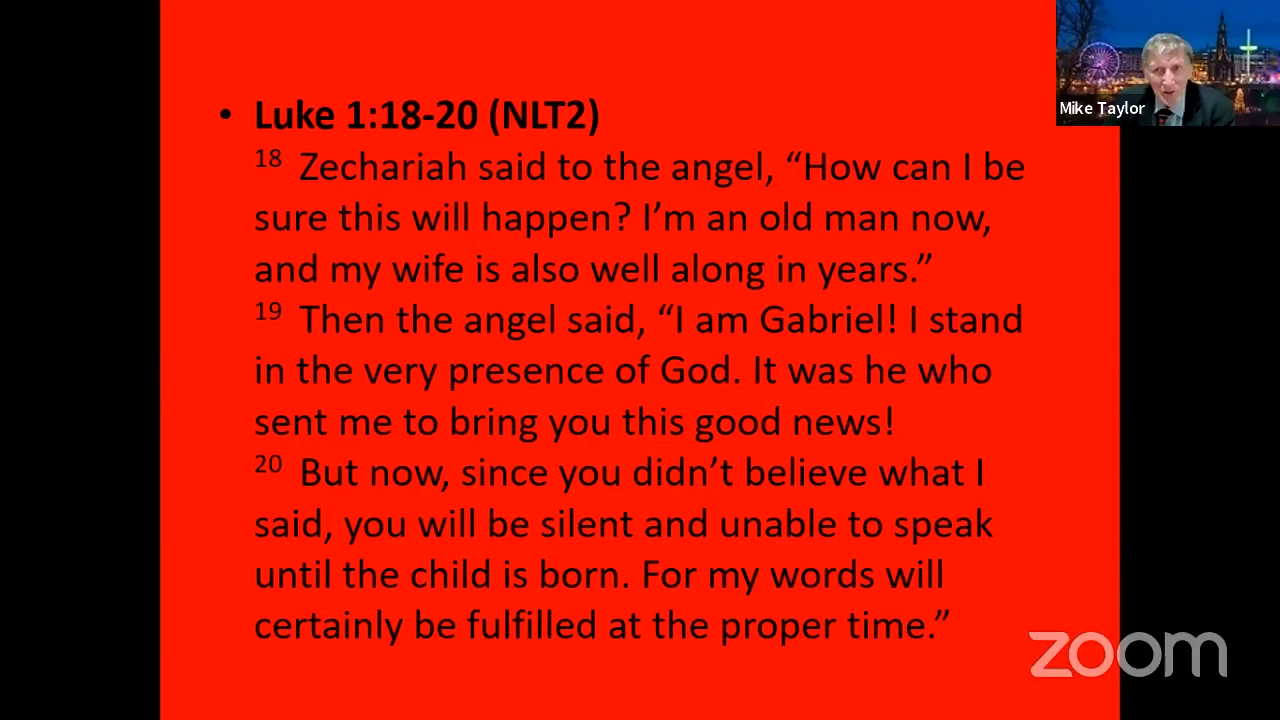 • Luke 1:18-20 (NLT2)
18 Zechariah said to the angel, “How can I be
sure this will happen? I’m an old man now,
and my wife is also well along in years.”
19 Then the angel said, “I am Gabriel! I stand
in the very presence of God. It was he who
sent me to bring you this good news!
20 But now, since you didn’t believe what I
said, you will be silent and unable to speak
until the child is born. For my words will
certainly be fulfilled at the proper time.”
Mike Taylor
zoom